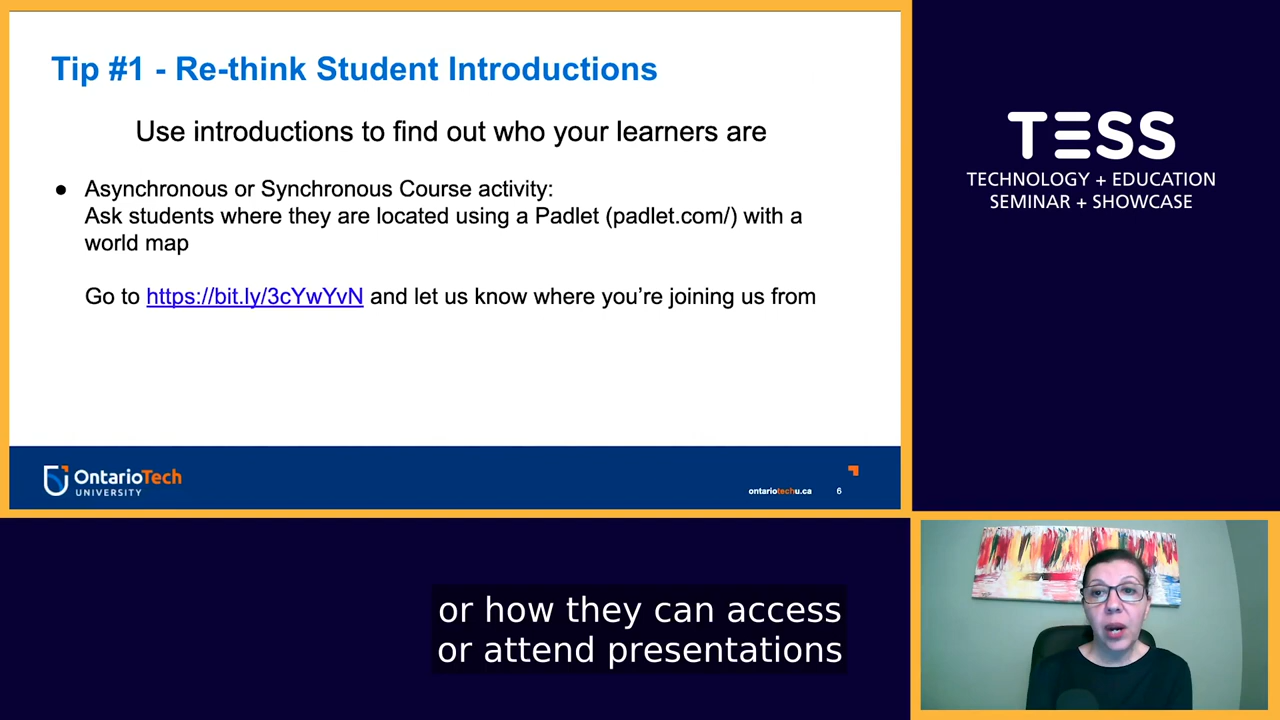 Tip #1 - Re-think Student Introductions
Use introductions to find out who your learners are
● Asynchronous or Synchronous Course activity:
Ask students where they are located using a Padlet (padlet.com/) with a
world map
Go to https://bit.ly/3cYwYvN and let us know where you’re joining us from
OntarioTech
UNIVERSITY
ontariotechu.ca 6
TESS
TECHNOLOGY + EDUCATION
SEMINAR + SHOWCASE
or how they can access
or attend presentations